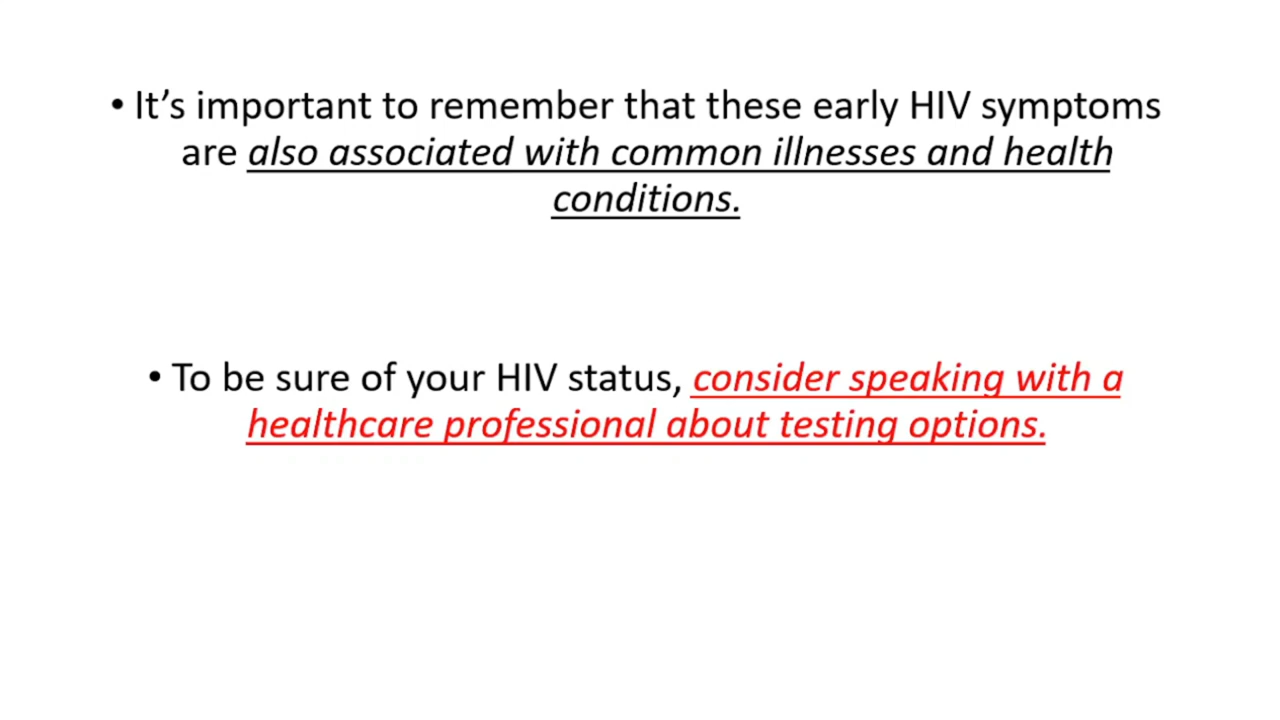 • It’s important to remember that these early HIV symptoms
are also associated with common illnesses and health
conditions.
• To be sure of your HIV status, consider speaking with a
healthcare professional about testing options.